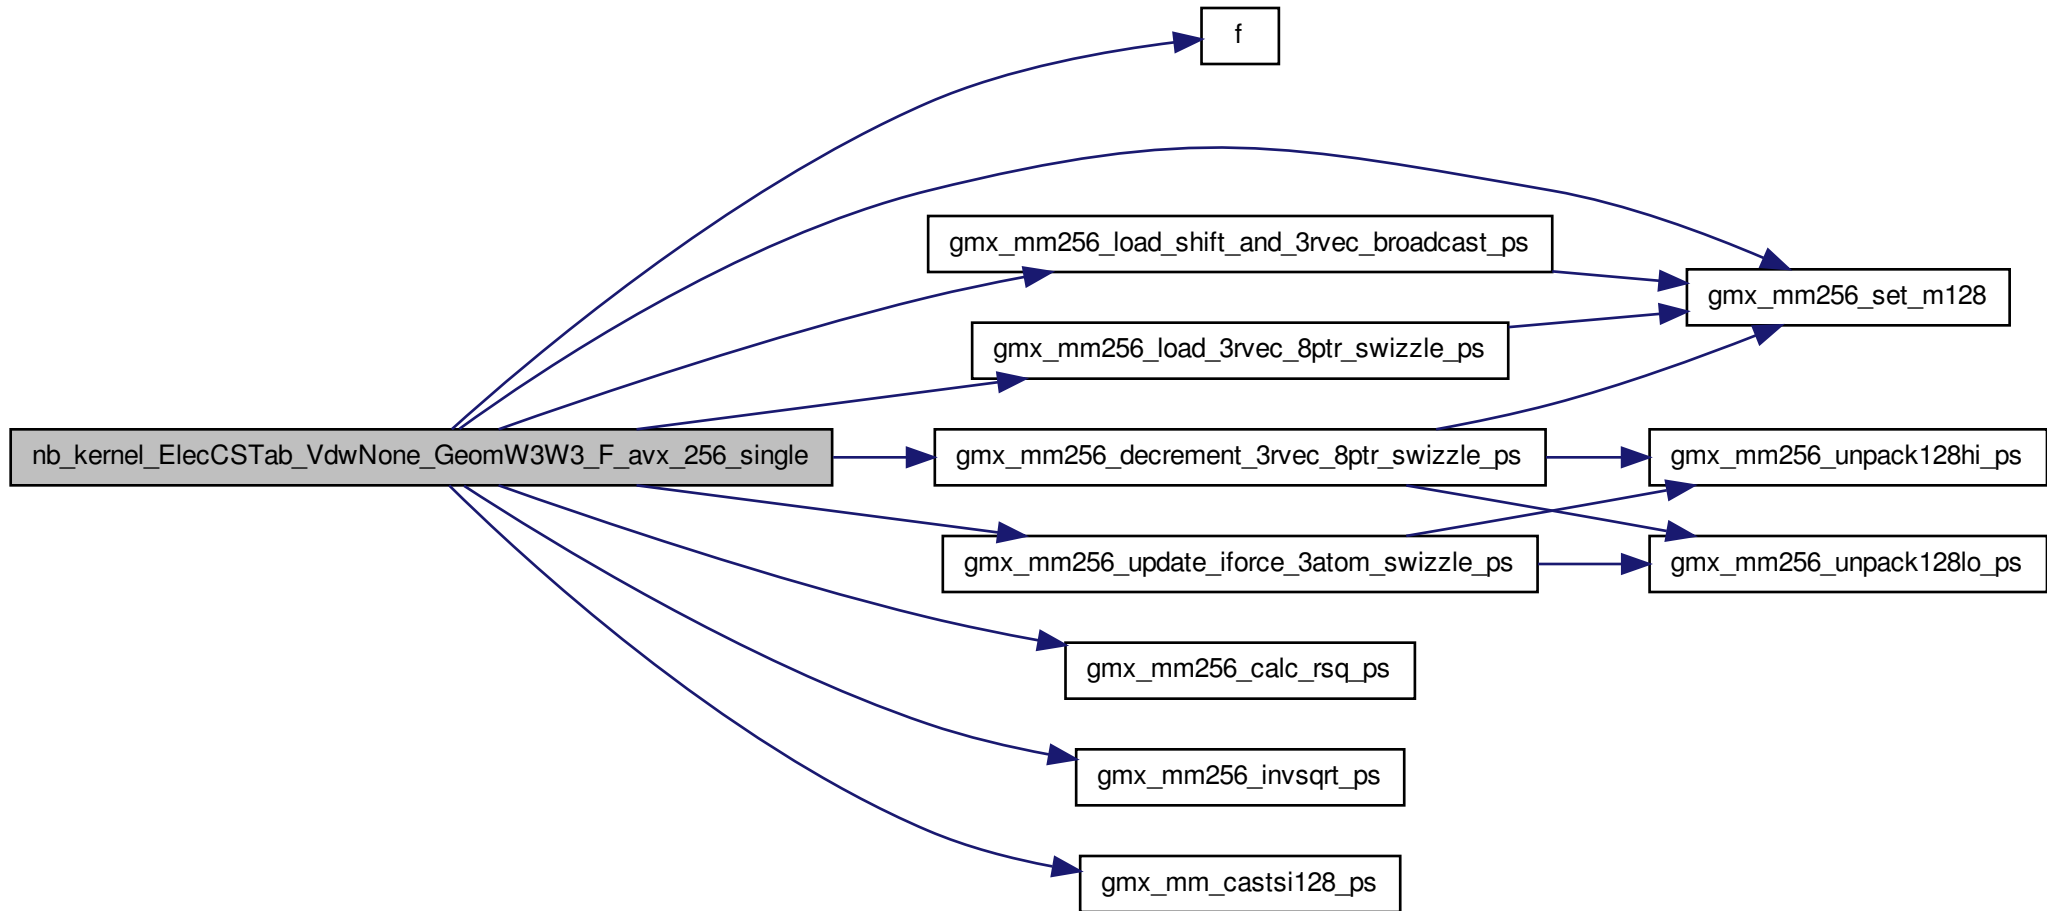 f
gmx_mm256_load_shift_and_3rvec_broadcast_ps
gmx_mm256_set_m128
gmx_mm256_load_3rvec_8ptr_swizzle_ps
nb_kernel_ElecCSTab_VdwNone_GeomW3W3_F_avx_256_single
gmx_mm256_decrement_3rvec_8ptr_swizzle_ps
gmx_mm256_unpack128hi_ps
gmx_mm256_update_iforce_3atom_swizzle_ps
gmx_mm256_unpack128lo_ps
gmx_mm256_calc_rsq_ps
gmx_mm256_invsqrt_ps
gmx_mm_castsi128_ps